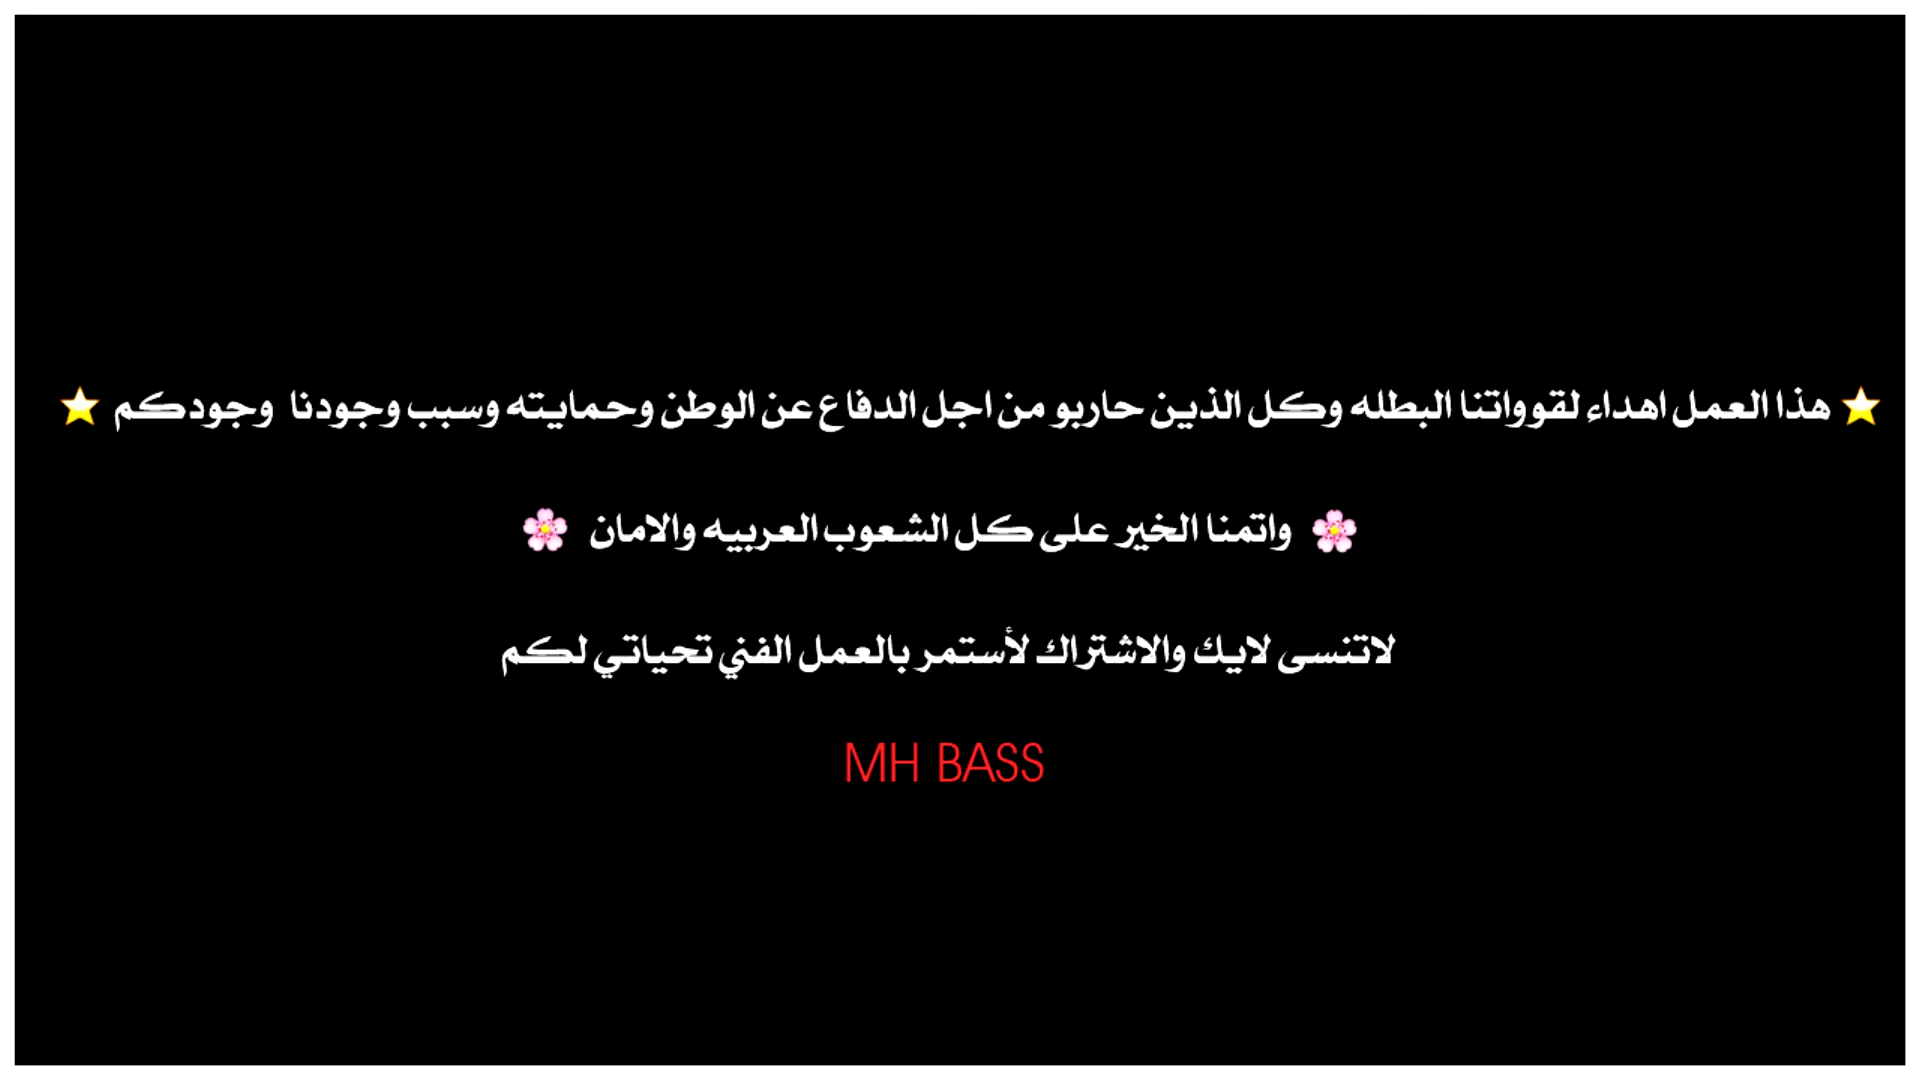 ⭐ هذا العمل اهداء لقوواتنا البطله وكل الذين حاربو من اجل الدفاع عن الوطن وحمايته وسبب وجودنا وجودكم ⭐
🌸 واتمنا الخير على كل الشعوب العربيه والامان 🌸
لاتنسى لايك والاشتراك لأستمر بالعمل الفني تحياتي لكم
MH BASS